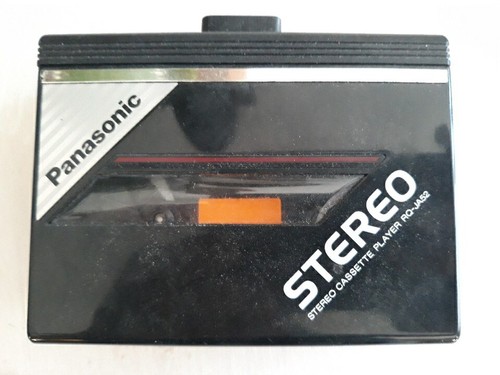 Panasonic
STEREO
STEREO CASSETTE PLAYER RQ-JA52